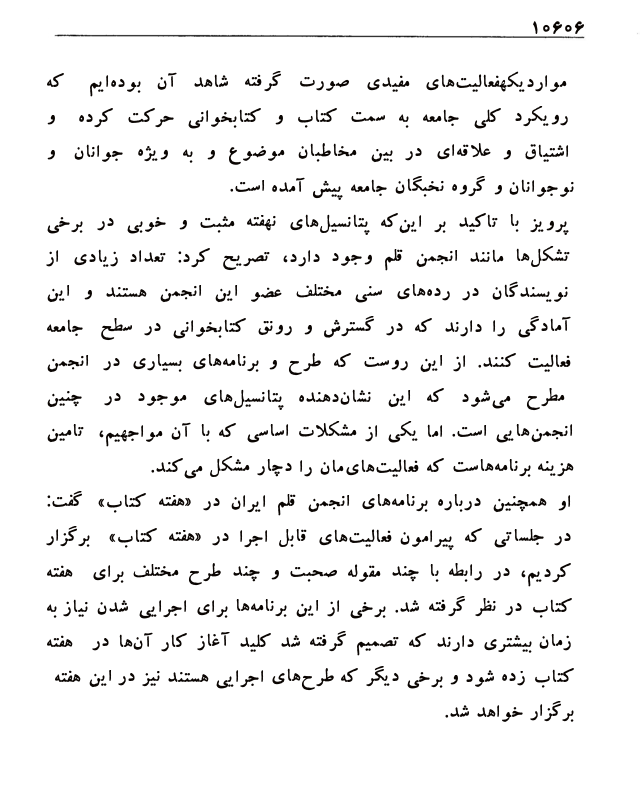 ۱۰۶۰۶
مواردیکهفعالیت‌های مفیدی صورت گرفته شاهد آن بوده‌ایم که
رویکرد کلی جامعه به سمت کتاب و کتابخوانی حرکت کرده و
اشتیاق و علاقه‌ای در بین مخاطبان موضوع و به ویژه جوانان و
نوجوانان و گروه نخبگان جامعه پیش آمده است.
پرویز با تاکید بر این‌که پتانسیل‌های نهفته مثبت و خوبی در برخی
تشکل‌ها مانند انجمن قلم وجود دارد، تصریح کرد: تعداد زیادی از
نویسندگان در رده‌های سنی مختلف عضو این انجمن هستند و این
آمادگی را دارند که در گسترش و رونق کتابخوانی در سطح جامعه
فعالیت کنند. از این روست که طرح و برنامه‌های بسیاری در انجمن
مطرح می‌شود که این نشان‌دهنده پتانسیل‌های موجود در چنین
انجمن‌هایی است. اما یکی از مشکلات اساسی که با آن مواجهیم، تامین
هزینه برنامه‌هاست که فعالیت‌های‌مان را دچار مشکل می‌کند.
او همچنین درباره برنامه‌های انجمن قلم ایران در «هفته کتاب» گفت:
در جلساتی که پیرامون فعالیت‌های قابل اجرا در «هفته کتاب» برگزار
کردیم، در رابطه با چند مقوله صحبت و چند طرح مختلف برای هفته
کتاب در نظر گرفته شد. برخی از این برنامه‌ها برای اجرایی شدن نیاز به
زمان بیشتری دارند که تصمیم گرفته شد کلید آغاز کار آن‌ها در هفته
کتاب زده شود و برخی دیگر که طرح‌های اجرایی هستند نیز در این هفته
برگزار خواهد شد.